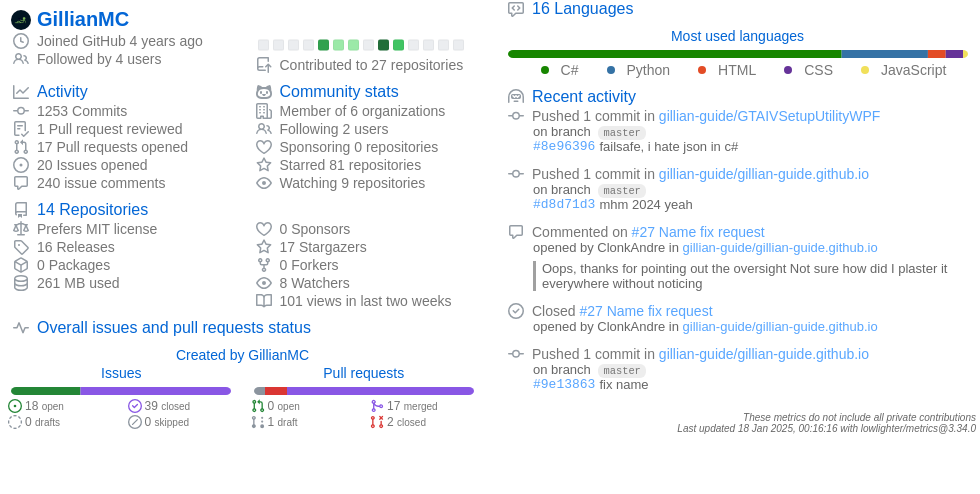 GillianMC
Joined GitHub 4 years ago
Followed by 4 users
Contributed to 27 repositories
Activity
1253 Commits
1 Pull request reviewed
17 Pull requests opened
20 Issues opened
240 issue comments
Community stats
Member of 6 organizations
Following 2 users
Sponsoring 0 repositories
Starred 81 repositories
Watching 9 repositories
14 Repositories
Prefers MIT license
16 Releases
0 Packages
261 MB used
0 Sponsors
17 Stargazers
0 Forkers
8 Watchers
101 views in last two weeks
Overall issues and pull requests status
Created by GillianMC
Issues
18 open
39 closed
0 drafts
0 skipped
Pull requests
0 open
17 merged
1 draft
2 closed
16 Languages
Most used languages
C# Python HTML CSS JavaScript
Recent activity
Pushed 1 commit in gillian-guide/GTAIVSetupUtilityWPF
on branch master
#8e96396 failsafe, i hate json in c#
Pushed 1 commit in gillian-guide/gillian-guide.github.io
on branch master
#d8d71d3 mhm 2024 yeah
Commented on #27 Name fix request
opened by ClonkAndre in gillian-guide/gillian-guide.github.io
Oops, thanks for pointing out the oversight Not sure how did I plaster it
everywhere without noticing
Closed #27 Name fix request
opened by ClonkAndre in gillian-guide/gillian-guide.github.io
Pushed 1 commit in gillian-guide/gillian-guide.github.io
on branch master
#9e13863 fix name
These metrics do not include all private contributions
Last updated 18 Jan 2025, 00:16:16 with lowlighter/metrics@3.34.0